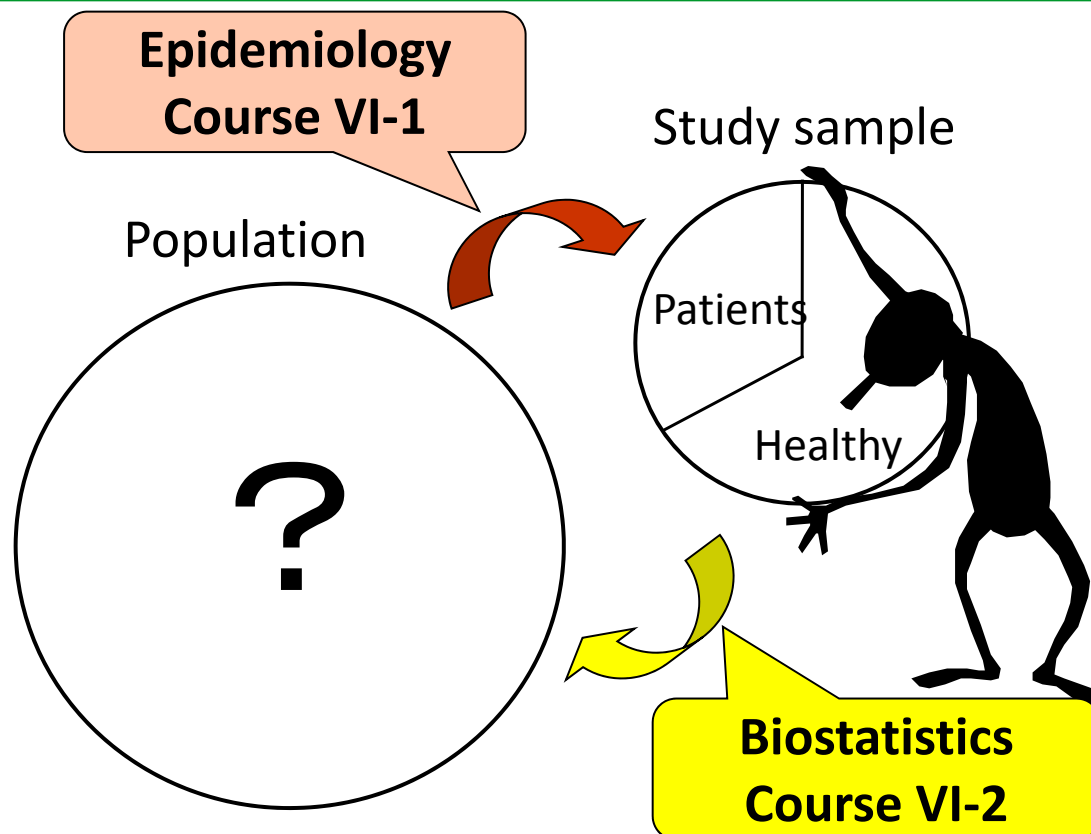 Epidemiology
Course VI-1
Study sample
Population
Patients
Healthy
?
Biostatistics
Course VI-2